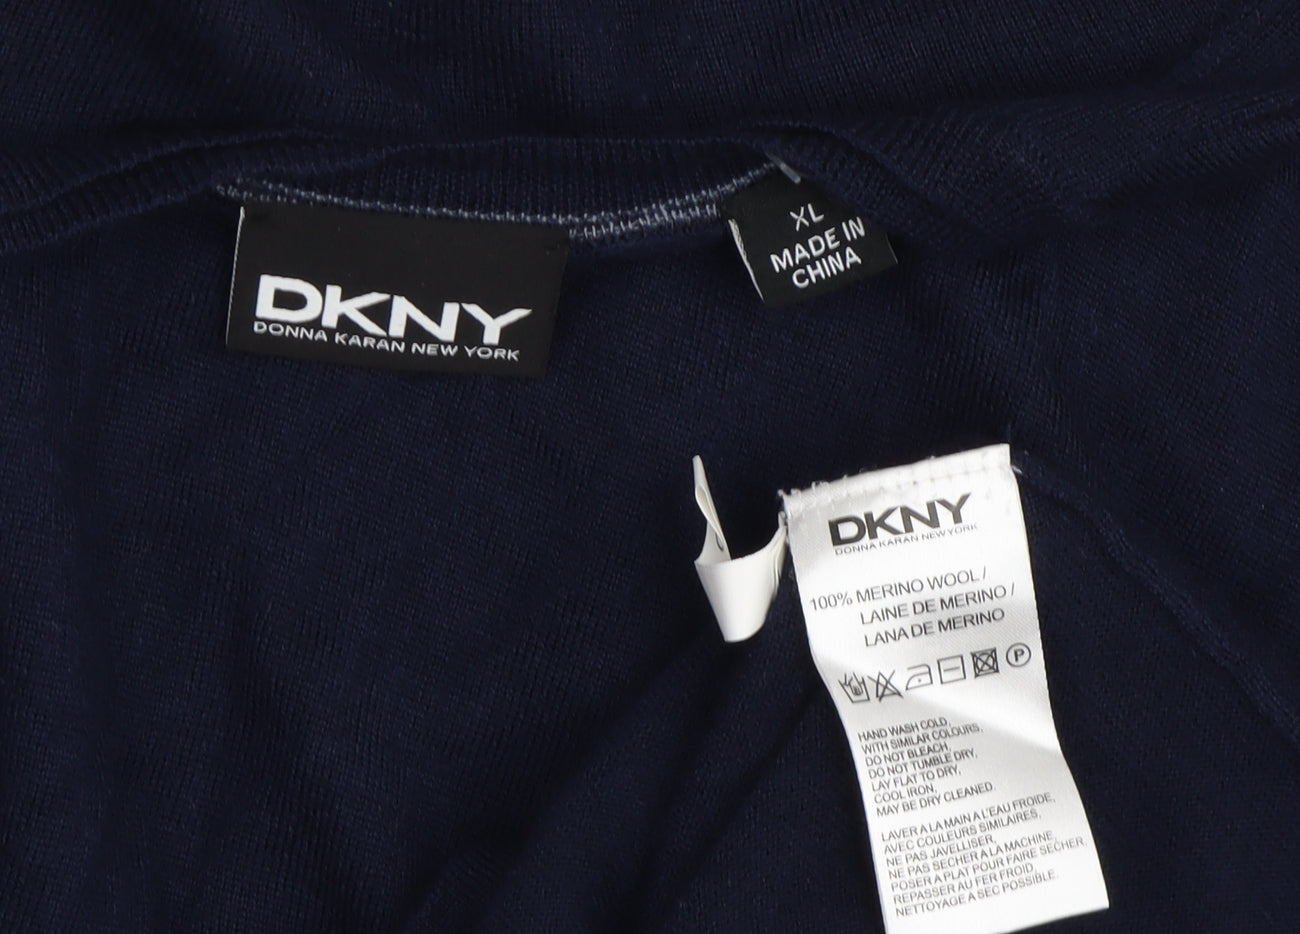 DKNY
DONNA KARAN NEW YORK
XL
MADE IN
CHINA
DKNY
DONNA KARAN NEW YORK
100% MERINO WOOL /
LAINE DE MERINO /
LANA DE MERINO
P
HAND WASH COLD,
WITH SIMILAR COLOURS,
DO NOT BLEACH,
DO NOT TUMBLE DRY,
LAY FLAT TO DRY,
COOL IRON,
MAY BE DRY CLEANED.
LAVER A LA MAIN A L'EAU FROIDE,
AVEC COULEURS SIMILAIRES,
NE PAS JAVELLISER,
NE PAS SECHER A LA MACHINE,
POSER A PLAT POUR FAIRE SECHER.
REPASSER AU FER FROID,
NETTOYAGE A SEC POSSIBLE.